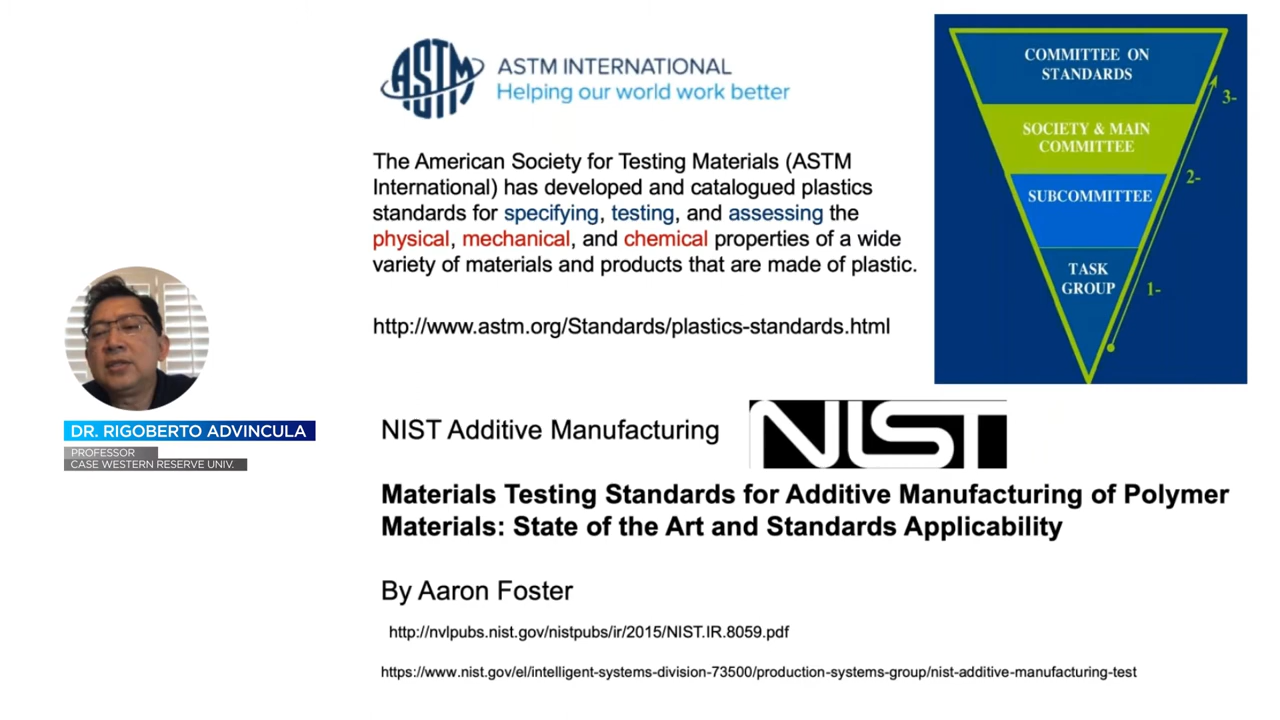 ASTM
ASTM INTERNATIONAL
Helping our world work better
The American Society for Testing Materials (ASTM
International) has developed and catalogued plastics
standards for specifying, testing, and assessing the
physical, mechanical, and chemical properties of a wide
variety of materials and products that are made of plastic.
http://www.astm.org/Standards/plastics-standards.html
COMMITTEE ON
STANDARDS
3-
SOCIETY & MAIN
COMMITTEE
2-
SUBCOMMITTEE
TASK
GROUP
1-
DR. RIGOBERTO ADVINCULA
PROFESSOR
CASE WESTERN RESERVE UNIV.
NIST Additive Manufacturing
NIST
Materials Testing Standards for Additive Manufacturing of Polymer
Materials: State of the Art and Standards Applicability
By Aaron Foster
http://nvlpubs.nist.gov/nistpubs/ir/2015/NIST.IR.8059.pdf
https://www.nist.gov/el/intelligent-systems-division-73500/production-systems-group/nist-additive-manufacturing-test